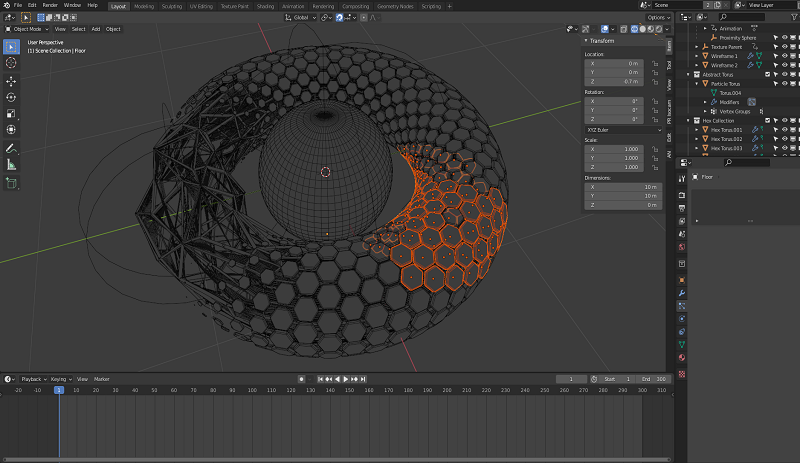 File Edit Render Window Help Layout Modeling Sculpting UV Editing Texture Paint Shading Animation Rendering Compositing Geometry Nodes Scripting + Scene 2 View Layer
Global Options
Object Mode View Select Add Object
User Perspective
(1) Scene Collection | Floor
Transform
Location:
X 0 m
Y 0 m
Z -0.7 m
Rotation:
X 0°
Y 0°
Z 0°
XYZ Euler
Scale:
X 1.000
Y 1.000
Z 1.000
Dimensions:
X 10 m
Y 10 m
Z 0 m
Item
Tool
View
Edit
Animation
Proximity Sphere
Texture Parent
Wireframe 1
Wireframe 2
Abstract Torus
Particle Torus
Torus.004
Modifiers
Vertex Groups
Hex Collection
Hex Torus.001
Hex Torus.002
Hex Torus.003
Floor
Playback Keying View Marker 1 Start 1 End 300
-20 -10 0 1 10 20 30 40 50 60 70 80 90 100 110 120 130 140 150 160 170 180 190 200 210 220 230 240 250 260 270 280 290 300 310